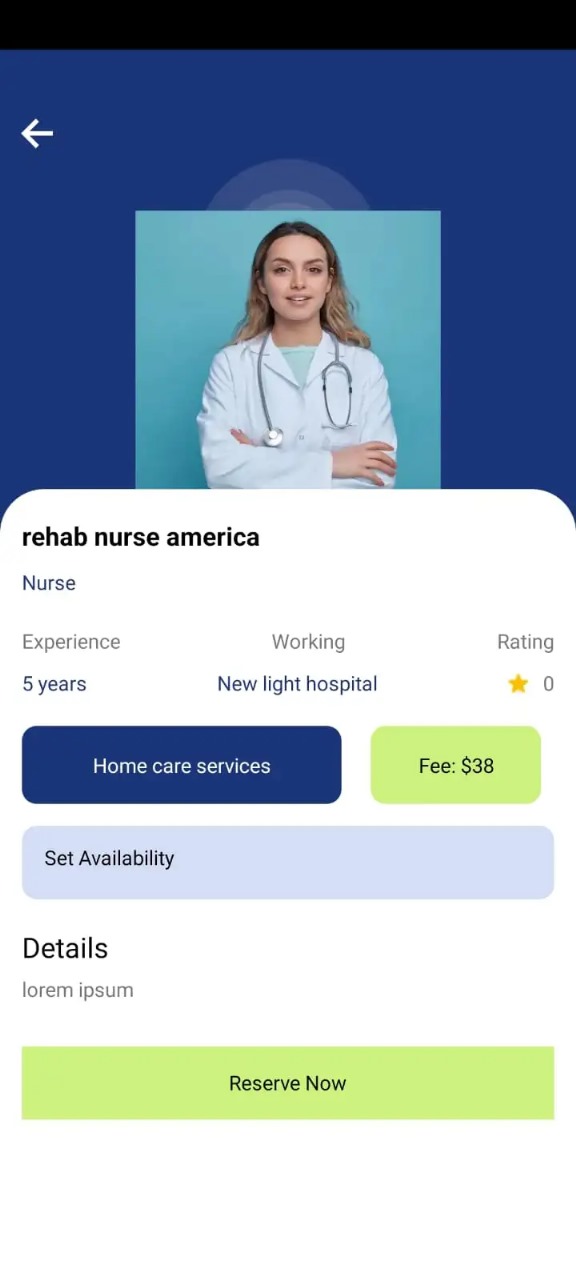 rehab nurse america
Nurse
Experience Working Rating
5 years New light hospital 0
Home care services Fee: $38
Set Availability
Details
lorem ipsum
Reserve Now